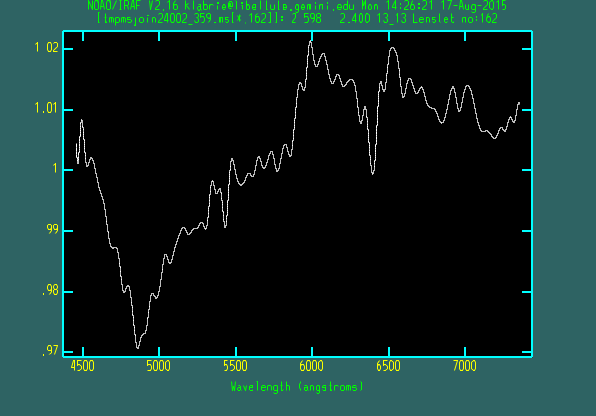 NOAO/IRAF V2.16 klabrie@libellule.gemini.edu Mon 14:26:21 17-Aug-2015
[tmpmsjoin24002_359.ms[*,162]]: 2 598 2.400 13_13 Lenslet no:162
1 02
1.01
1
.99
.98
.97
4500 5000 5500 6000 6500 7000
Wavelength (angstroms)